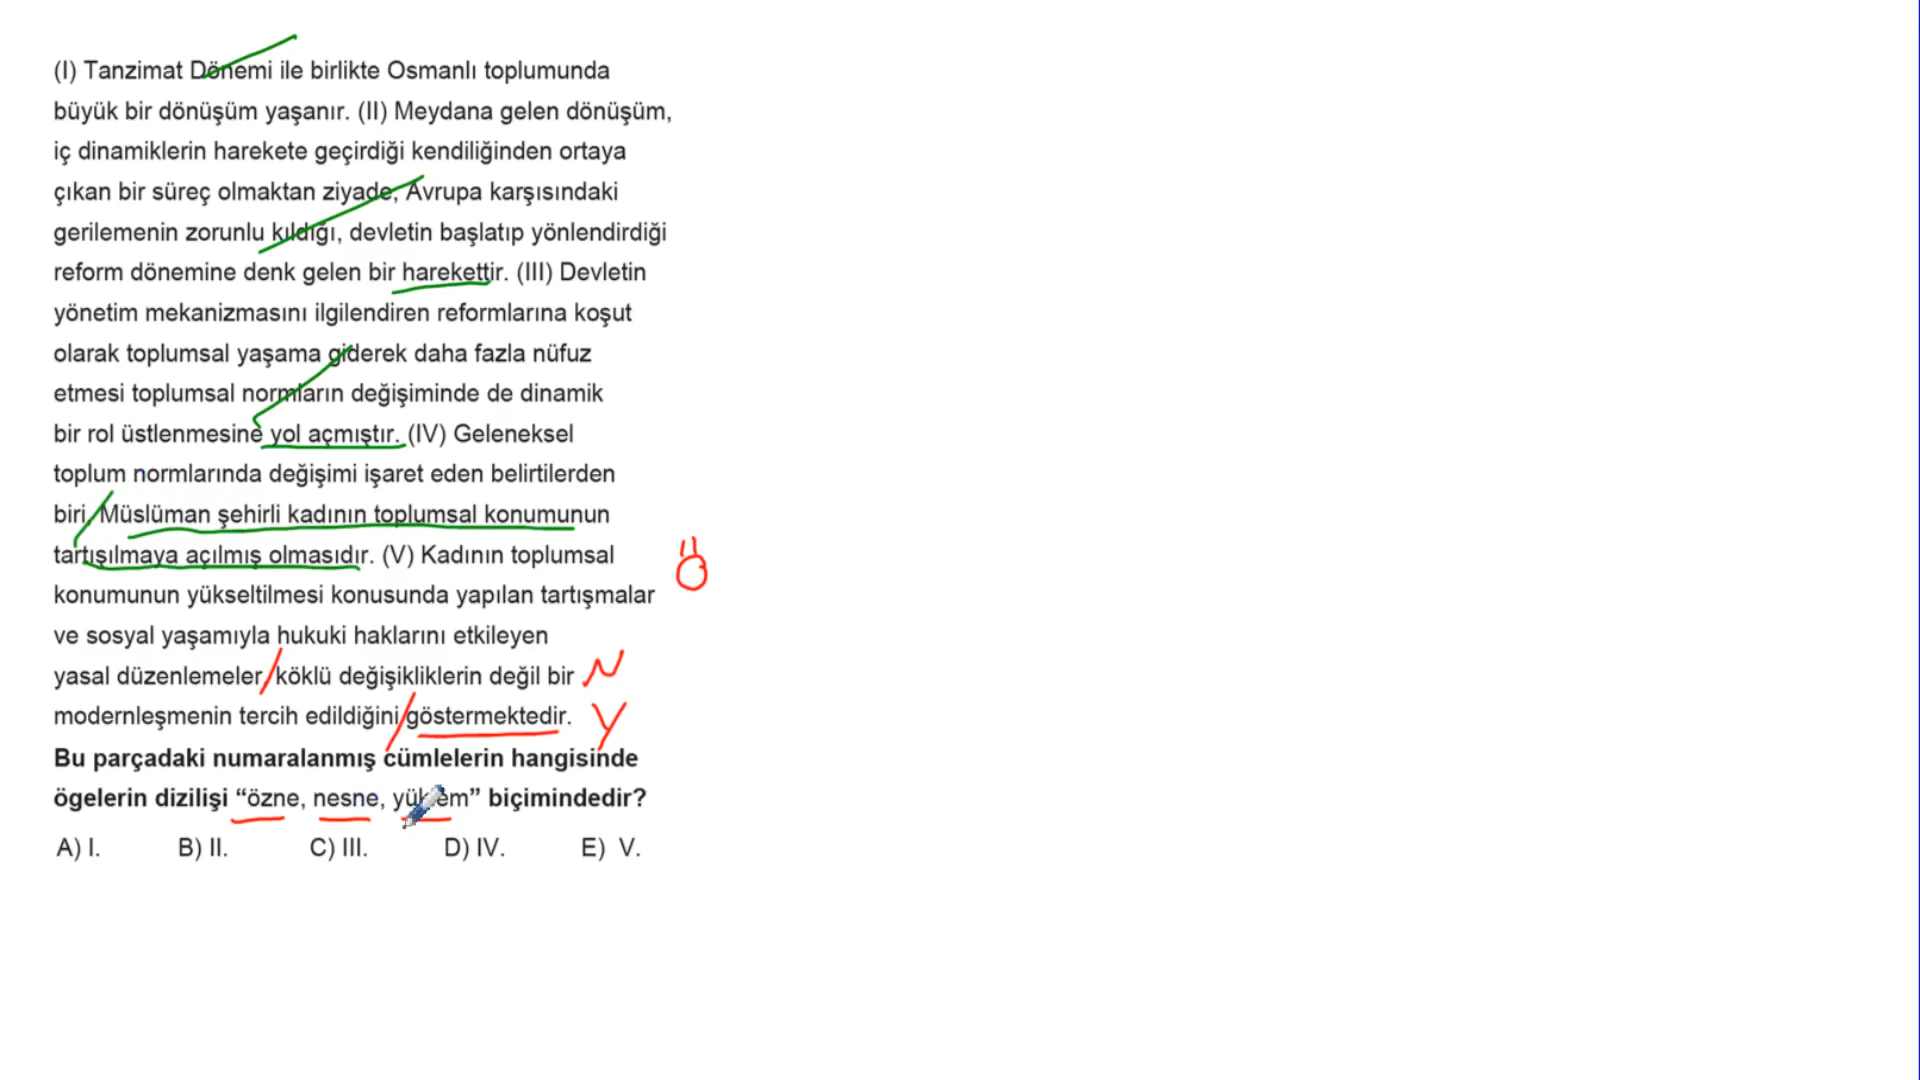 (I) Tanzimat Dönemi ile birlikte Osmanlı toplumunda
büyük bir dönüşüm yaşanır. (II) Meydana gelen dönüşüm,
iç dinamiklerin harekete geçirdiği kendiliğinden ortaya
çıkan bir süreç olmaktan ziyade, Avrupa karşısındaki
gerilemenin zorunlu kıldığı, devletin başlatıp yönlendirdiği
reform dönemine denk gelen bir harekettir. (III) Devletin
yönetim mekanizmasını ilgilendiren reformlarına koşut
olarak toplumsal yaşama giderek daha fazla nüfuz
etmesi toplumsal normların değişiminde de dinamik
bir rol üstlenmesine yol açmıştır. (IV) Geleneksel
toplum normlarında değişimi işaret eden belirtilerden
biri, Müslüman şehirli kadının toplumsal konumunun
tartışılmaya açılmış olmasıdır. (V) Kadının toplumsal
Ö
konumunun yükseltilmesi konusunda yapılan tartışmalar
ve sosyal yaşamıyla hukuki haklarını etkileyen
yasal düzenlemeler, köklü değişikliklerin değil bir N
modernleşmenin tercih edildiğini göstermektedir. Y
Bu parçadaki numaralanmış cümlelerin hangisinde
ögelerin dizilişi “özne, nesne, yüklem” biçimindedir?
A) I. B) II. C) III. D) IV. E) V.